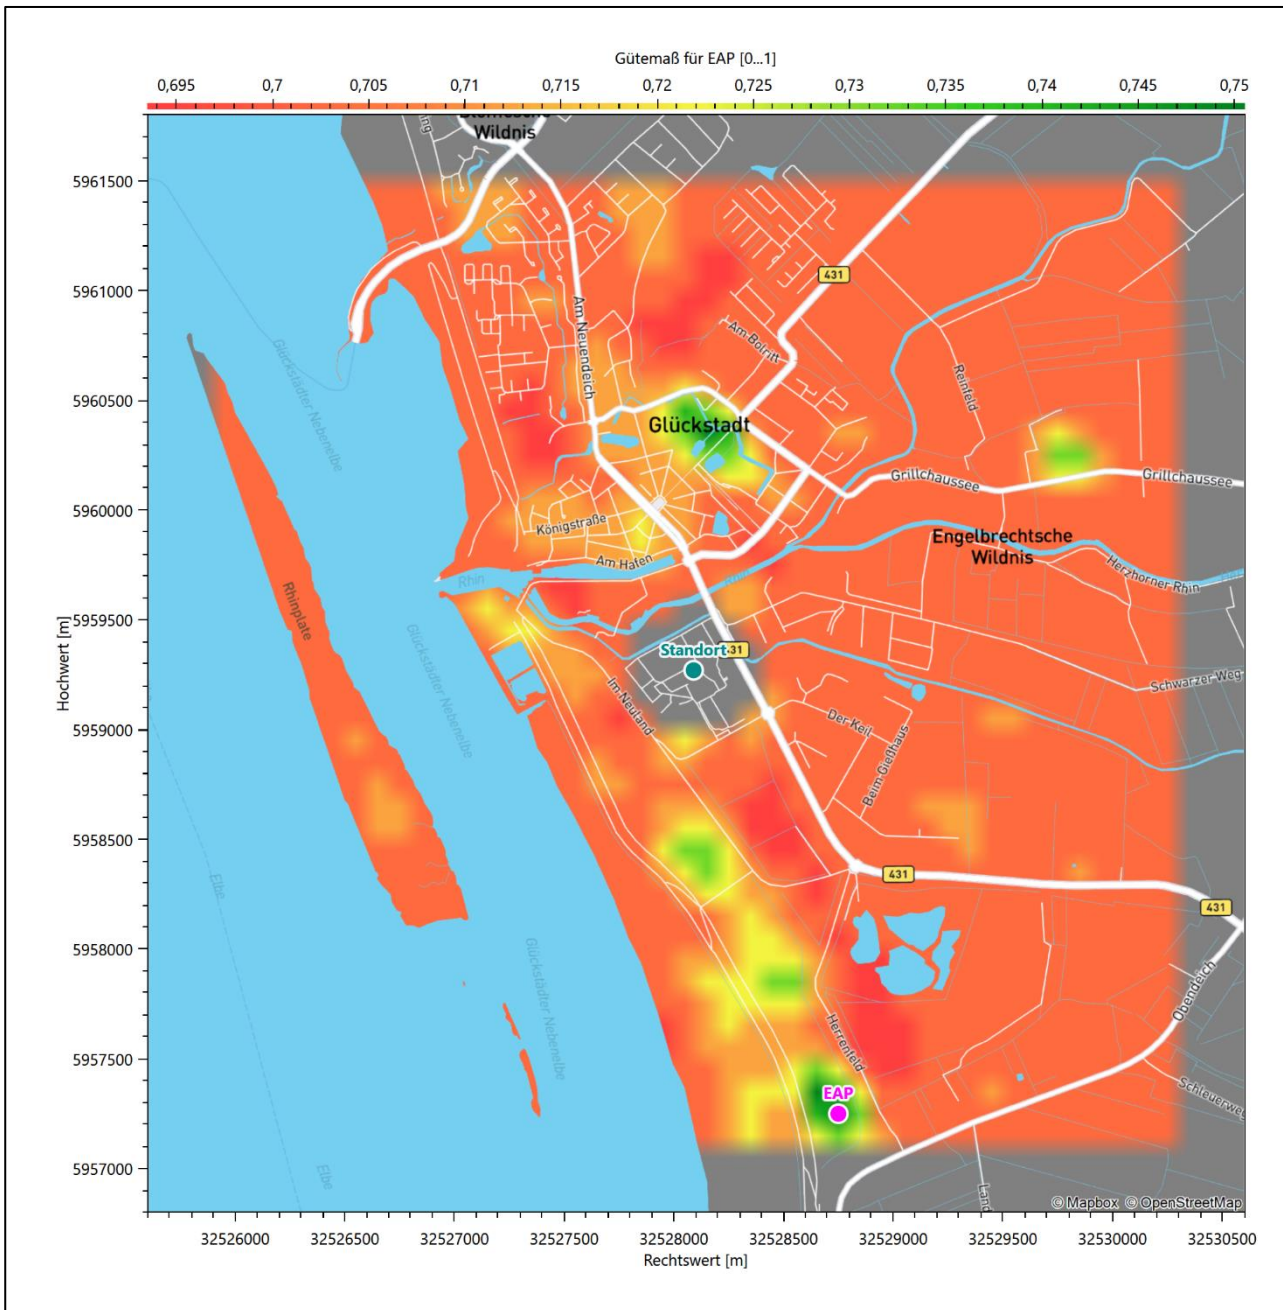 Gütemaß für EAP [0...1]
0,695 0,7 0,705 0,71 0,715 0,72 0,725 0,73 0,735 0,74 0,745 0,75
Wildnis
5961500
5961000
431
Am Neuendeich
Am Bolritt
Glückstädter Nebenelbe
Reinfeld
5960500
Glückstadt
Grillchaussee
Grillchaussee
5960000
Königstraße
Engelbrechtsche
Wildnis
Am Hafen
Herzhorner Rhin
Rhin
Rhin
Rhinplate
5959500
Glückstädter Nebenelbe
Standort
431
Schwarzer Weg
Im Neuland
5959000
Der Keil
Beim Gießhaus
Hochwert [m]
5958500
431
Elbe
431
5958000
Glückstädter Nebenelbe
Obendeich
5957500
Herrenfeld
Schleuerweg
EAP
5957000
Elbe
Land
© Mapbox © OpenStreetMap
32526000 32526500 32527000 32527500 32528000 32528500 32529000 32529500 32530000 32530500
Rechtswert [m]